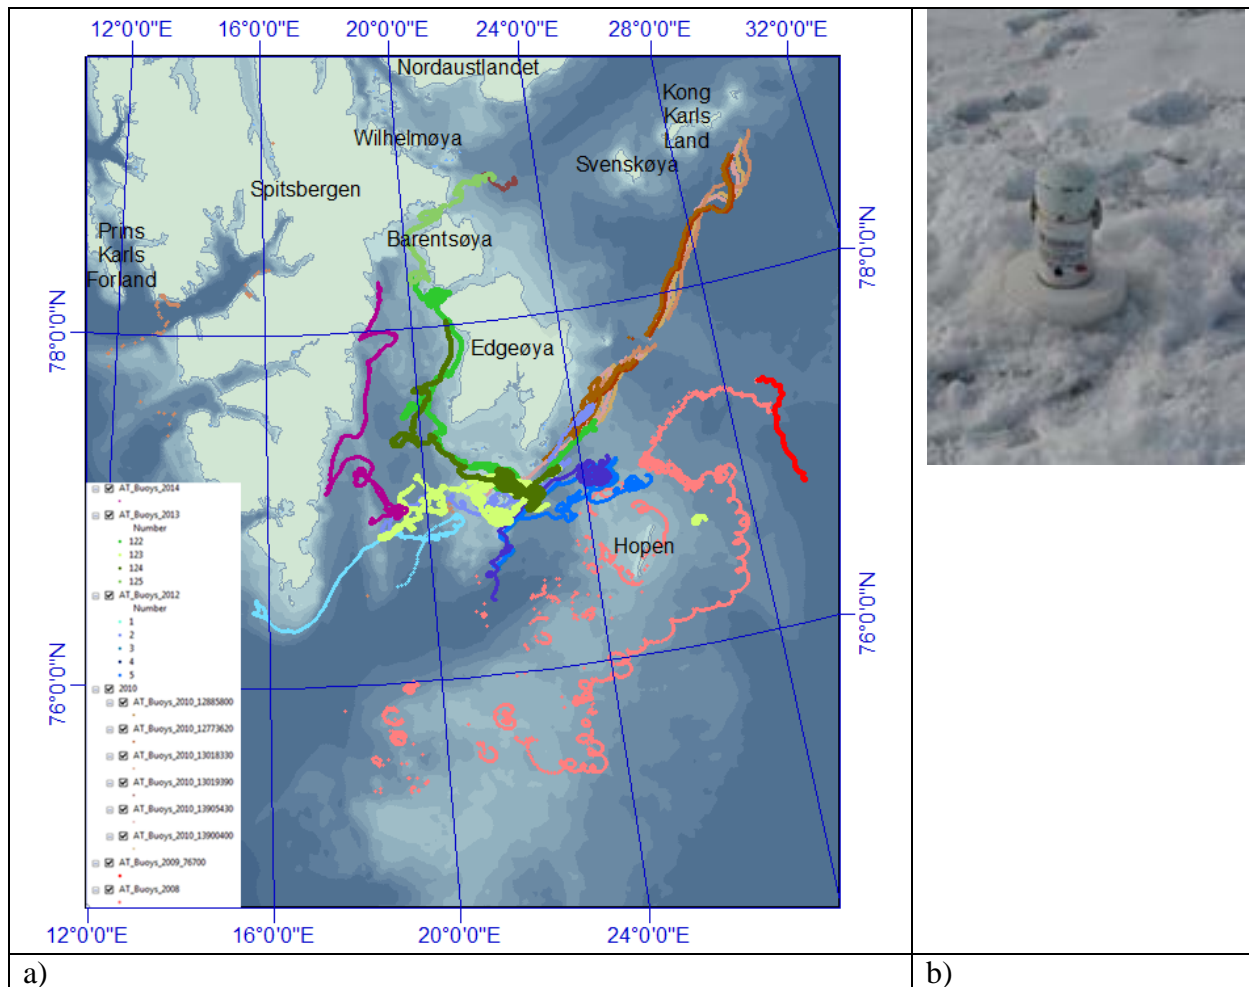 12°0'0"E 16°0'0"E 20°0'0"E 24°0'0"E 28°0'0"E 32°0'0"E
Nordaustlandet
Kong
Karls
Land
Wilhelmøya
Svenskøya
Spitsbergen
Prins
Karls
Forland
Barentsøya
78°0'0"N
78°0'0"N
Edgeøya
Hopen
76°0'0"N
76°0'0"N
AT_Buoys_2014
AT_Buoys_2013
Number
122
123
124
125
AT_Buoys_2012
Number
1
2
3
4
5
2010
AT_Buoys_2010_12885800
AT_Buoys_2010_12773620
AT_Buoys_2010_13018330
AT_Buoys_2010_13019390
AT_Buoys_2010_13905430
AT_Buoys_2010_13900400
AT_Buoys_2009_76700
AT_Buoys_2008
12°0'0"E 16°0'0"E 20°0'0"E 24°0'0"E
a)
b)